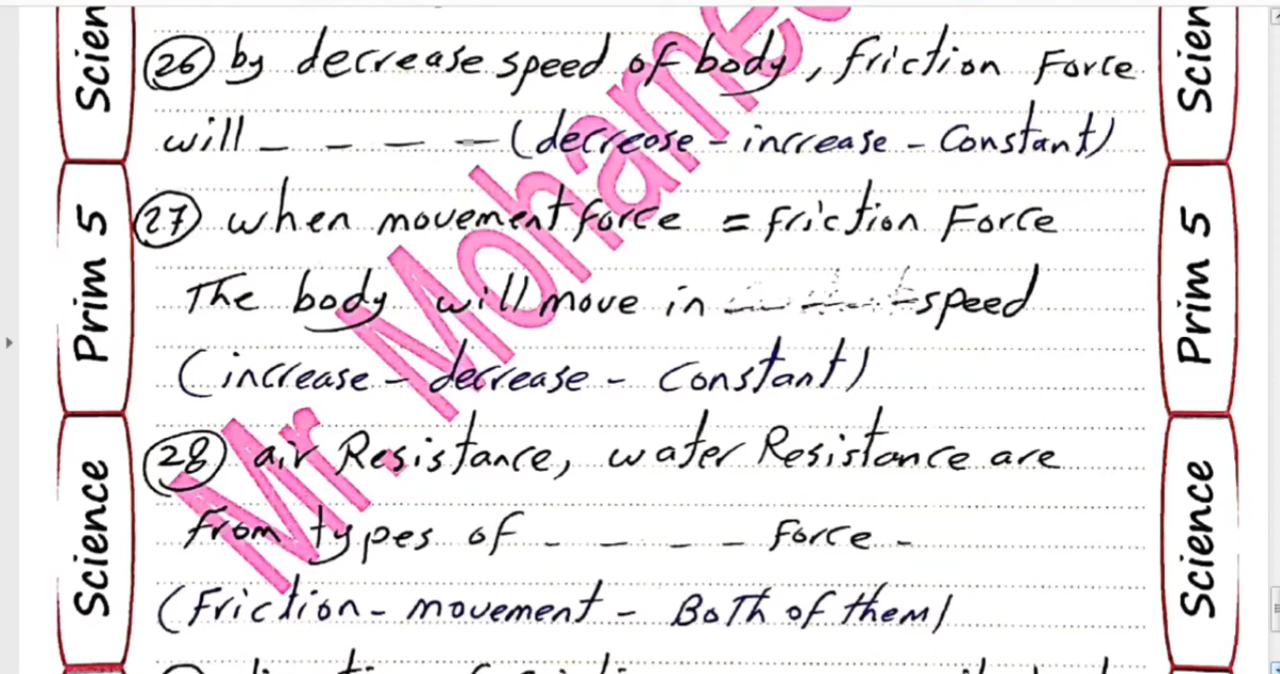 (26) by decrease speed of body, friction Force
will _ _ _ _ (decrease - increase - Constant)
(27) when movement force = friction Force
The body will move in _ _ _ speed
(increase - decrease - Constant)
(28) air Resistance, water Resistance are
from types of _ _ _ _ Force -
(Friction - movement - Both of them)
Mr. Mohamed
Scien
Prim 5
Science
Scien
Prim 5
Science